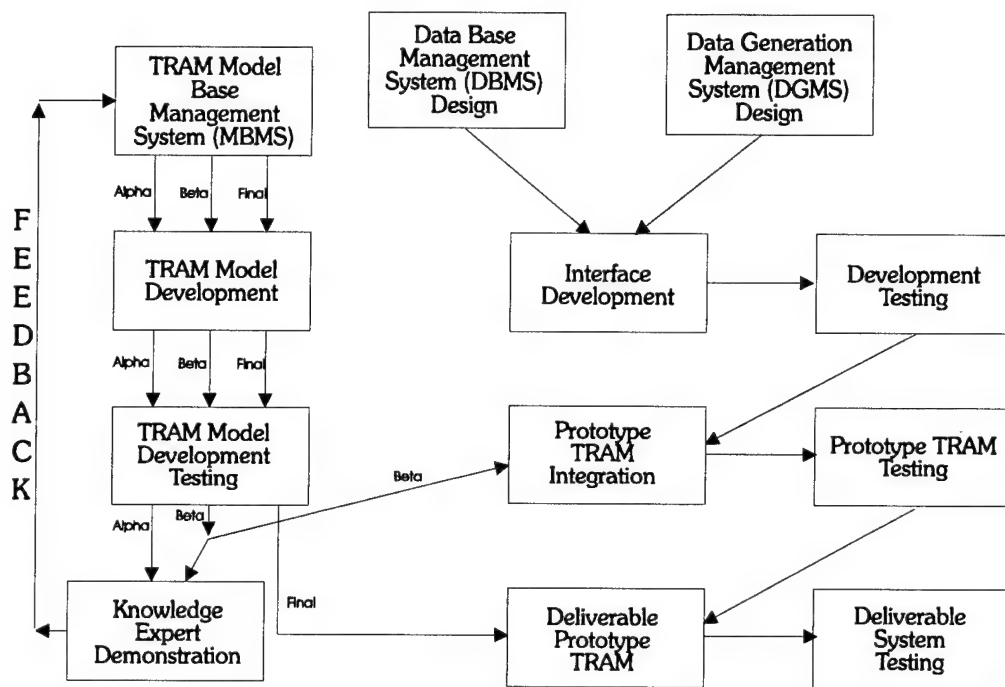 TRAM Model
Base
Management
System (MBMS)
Data Base
Management
System (DBMS)
Design
Data Generation
Management
System (DGMS)
Design
Alpha
Beta
Final
FEEDBACK
TRAM Model
Development
Interface
Development
Development
Testing
Alpha
Beta
Final
TRAM Model
Development
Testing
Prototype
TRAM
Integration
Prototype TRAM
Testing
Beta
Alpha
Beta
Final
Knowledge
Expert
Demonstration
Deliverable
Prototype
TRAM
Deliverable
System
Testing